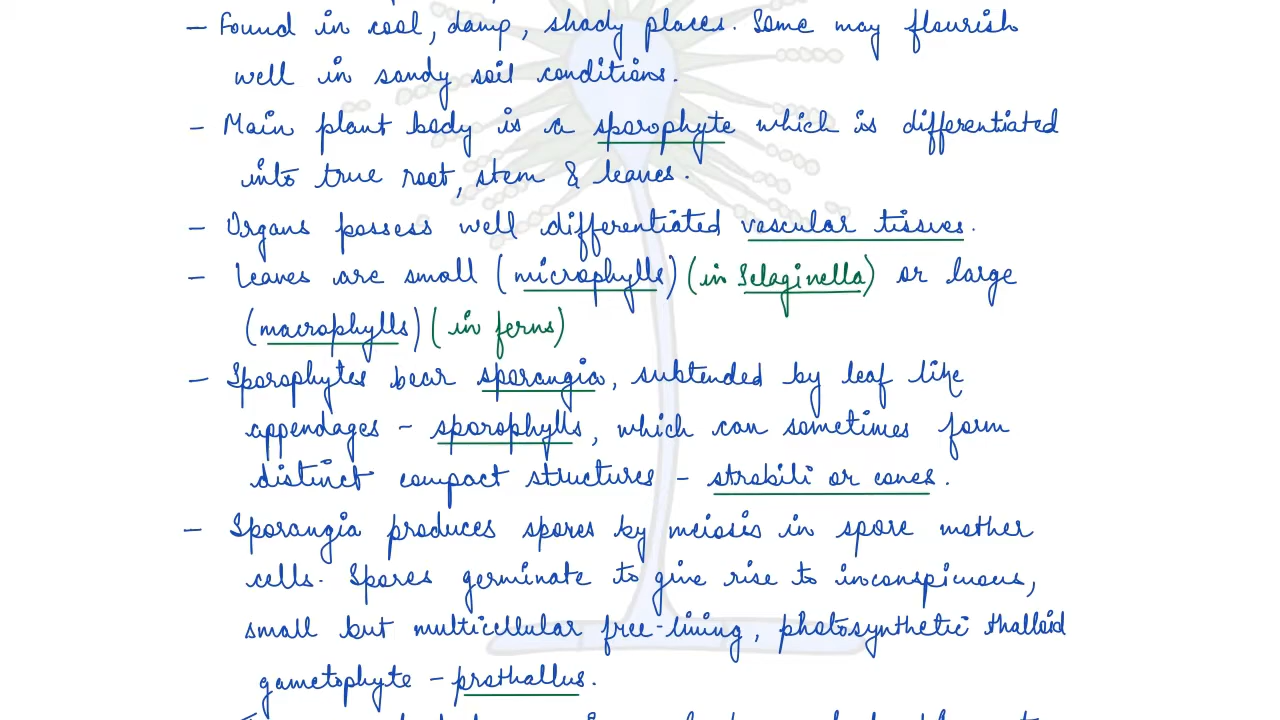 - Found in cool, damp, shady places. Some may flourish
well in sandy soil conditions.
- Main plant body is a sporophyte which is differentiated
into true root, stem & leaves.
- Organs possess well differentiated vascular tissues.
- Leaves are small (microphylls) (in Selaginella) or large
(macrophylls) (in ferns)
- Sporophytes bear sporangia, subtended by leaf like
appendages - sporophylls, which can sometimes form
distinct compact structures - strobili or cones.
- Sporangia produces spores by meiosis in spore mother
cells. Spores germinate to give rise to inconspicuous,
small but multicellular free-living, photosynthetic thalloid
gametophyte - prothallus.